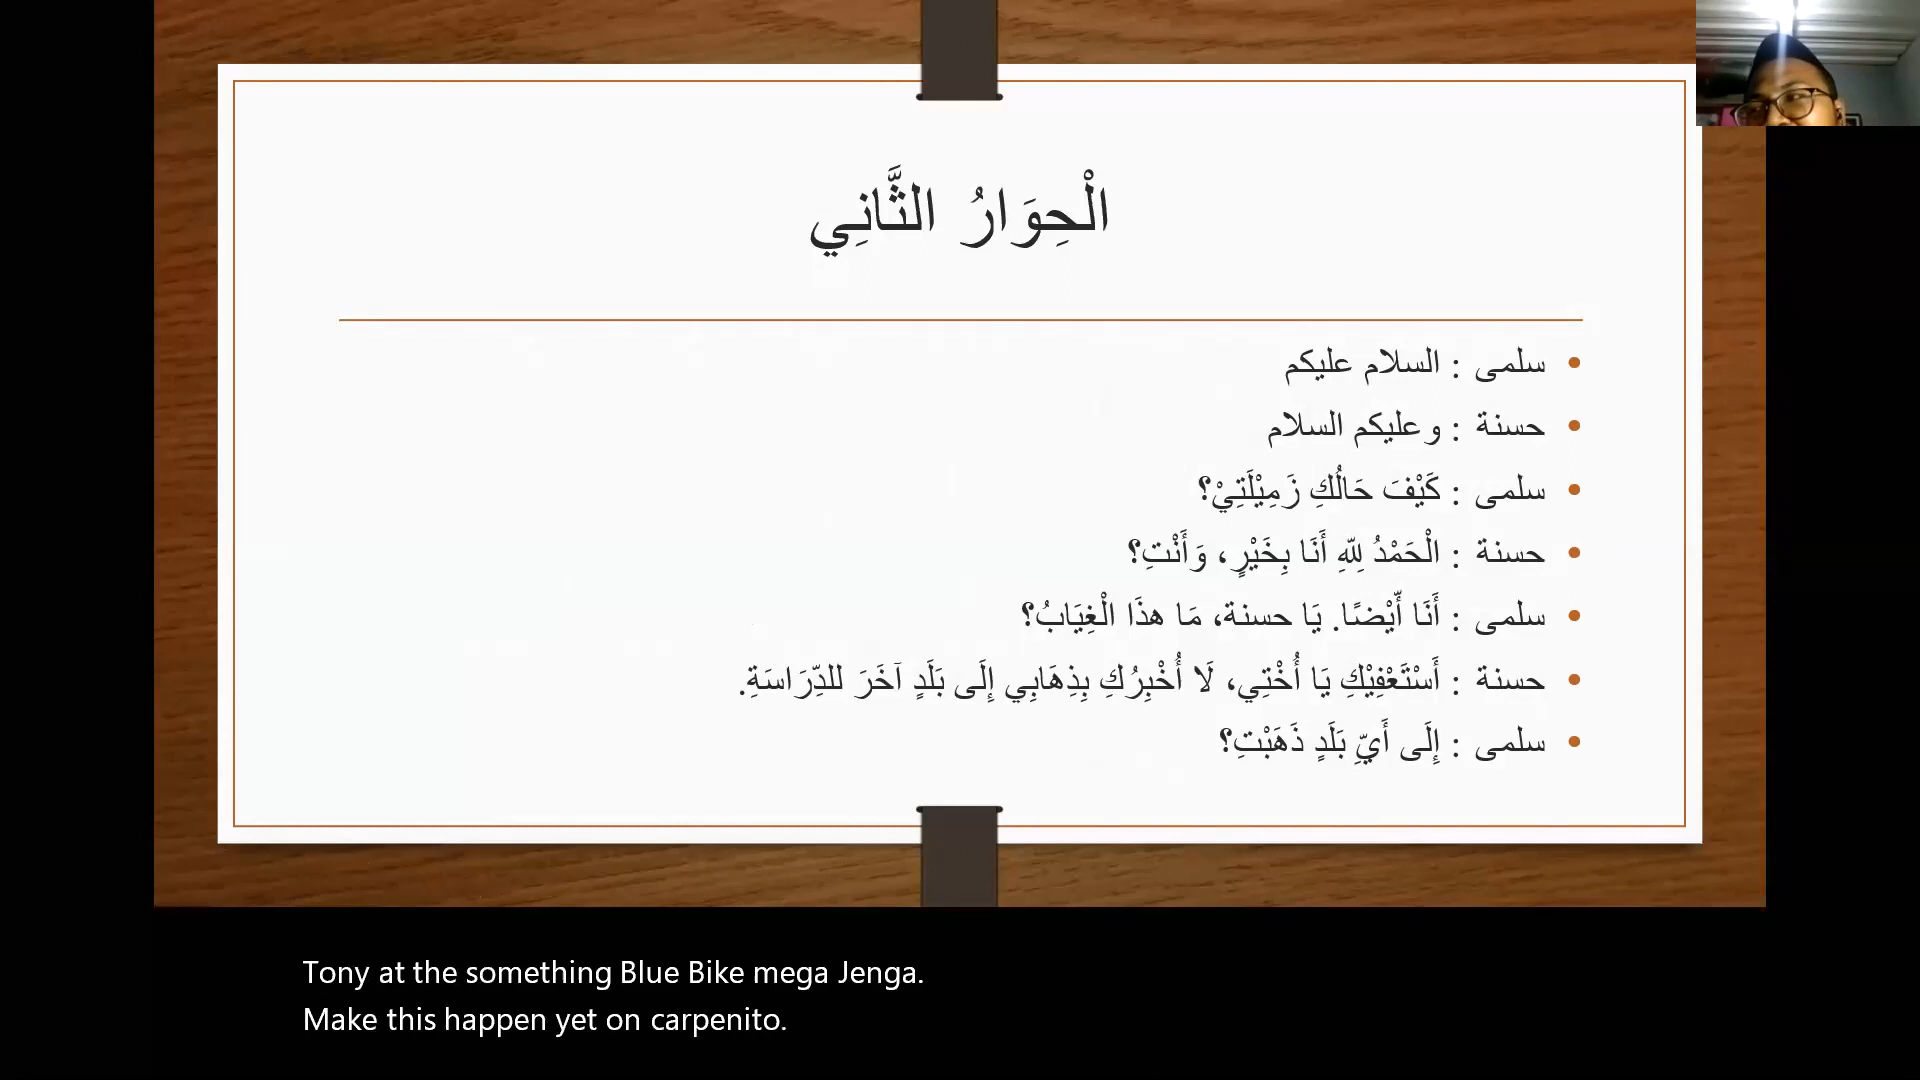 الْحِوَارُ الثَّانِي
• سلمى : السلام عليكم
• حسنة : وعليكم السلام
• سلمى : كَيْفَ حَالُكِ زَمِيْلَتِيْ؟
• حسنة : الْحَمْدُ لِلّٰهِ أَنَا بِخَيْرٍ، وَأَنْتِ؟
• سلمى : أَنَا أَيْضًا. يَا حسنة، مَا هذَا الْغِيَابُ؟
• حسنة : أَسْتَعْفِيْكِ يَا أُخْتِي، لَا أُخْبِرُكِ بِذِهَابِي إِلَى بَلَدٍ آخَرَ للدِّرَاسَةِ.
• سلمى : إِلَى أَيِّ بَلَدٍ ذَهَبْتِ؟
Tony at the something Blue Bike mega Jenga.
Make this happen yet on carpenito.